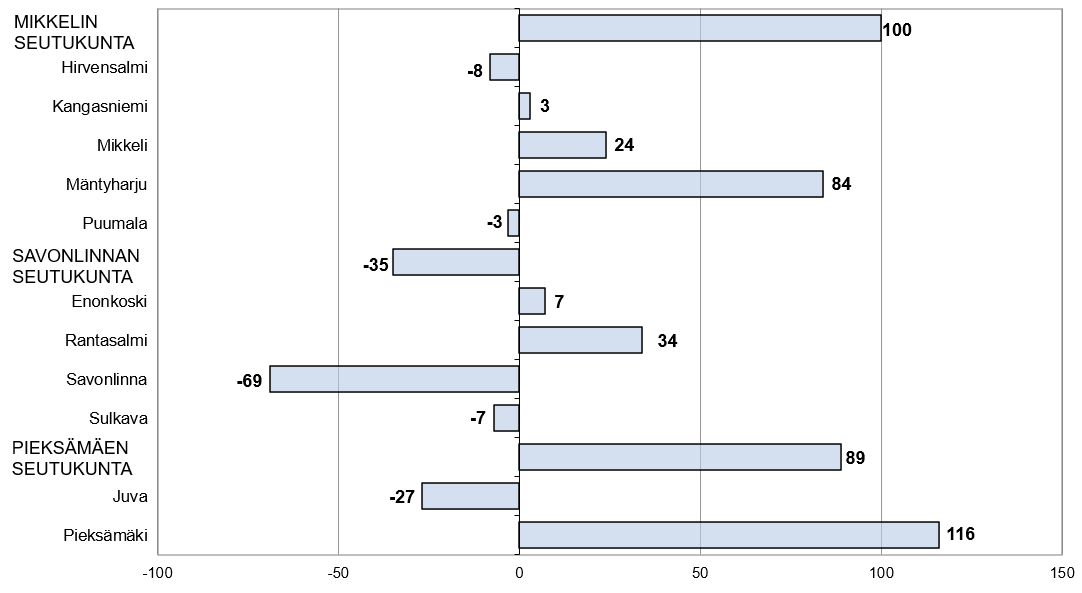 MIKKELIN
SEUTUKUNTA
100
Hirvensalmi
-8
Kangasniemi
3
Mikkeli
24
Mäntyharju
84
Puumala
-3
SAVONLINNAN
SEUTUKUNTA
-35
Enonkoski
7
Rantasalmi
34
Savonlinna
-69
Sulkava
-7
PIEKSÄMÄEN
SEUTUKUNTA
89
Juva
-27
Pieksämäki
116
-100 -50 0 50 100 150